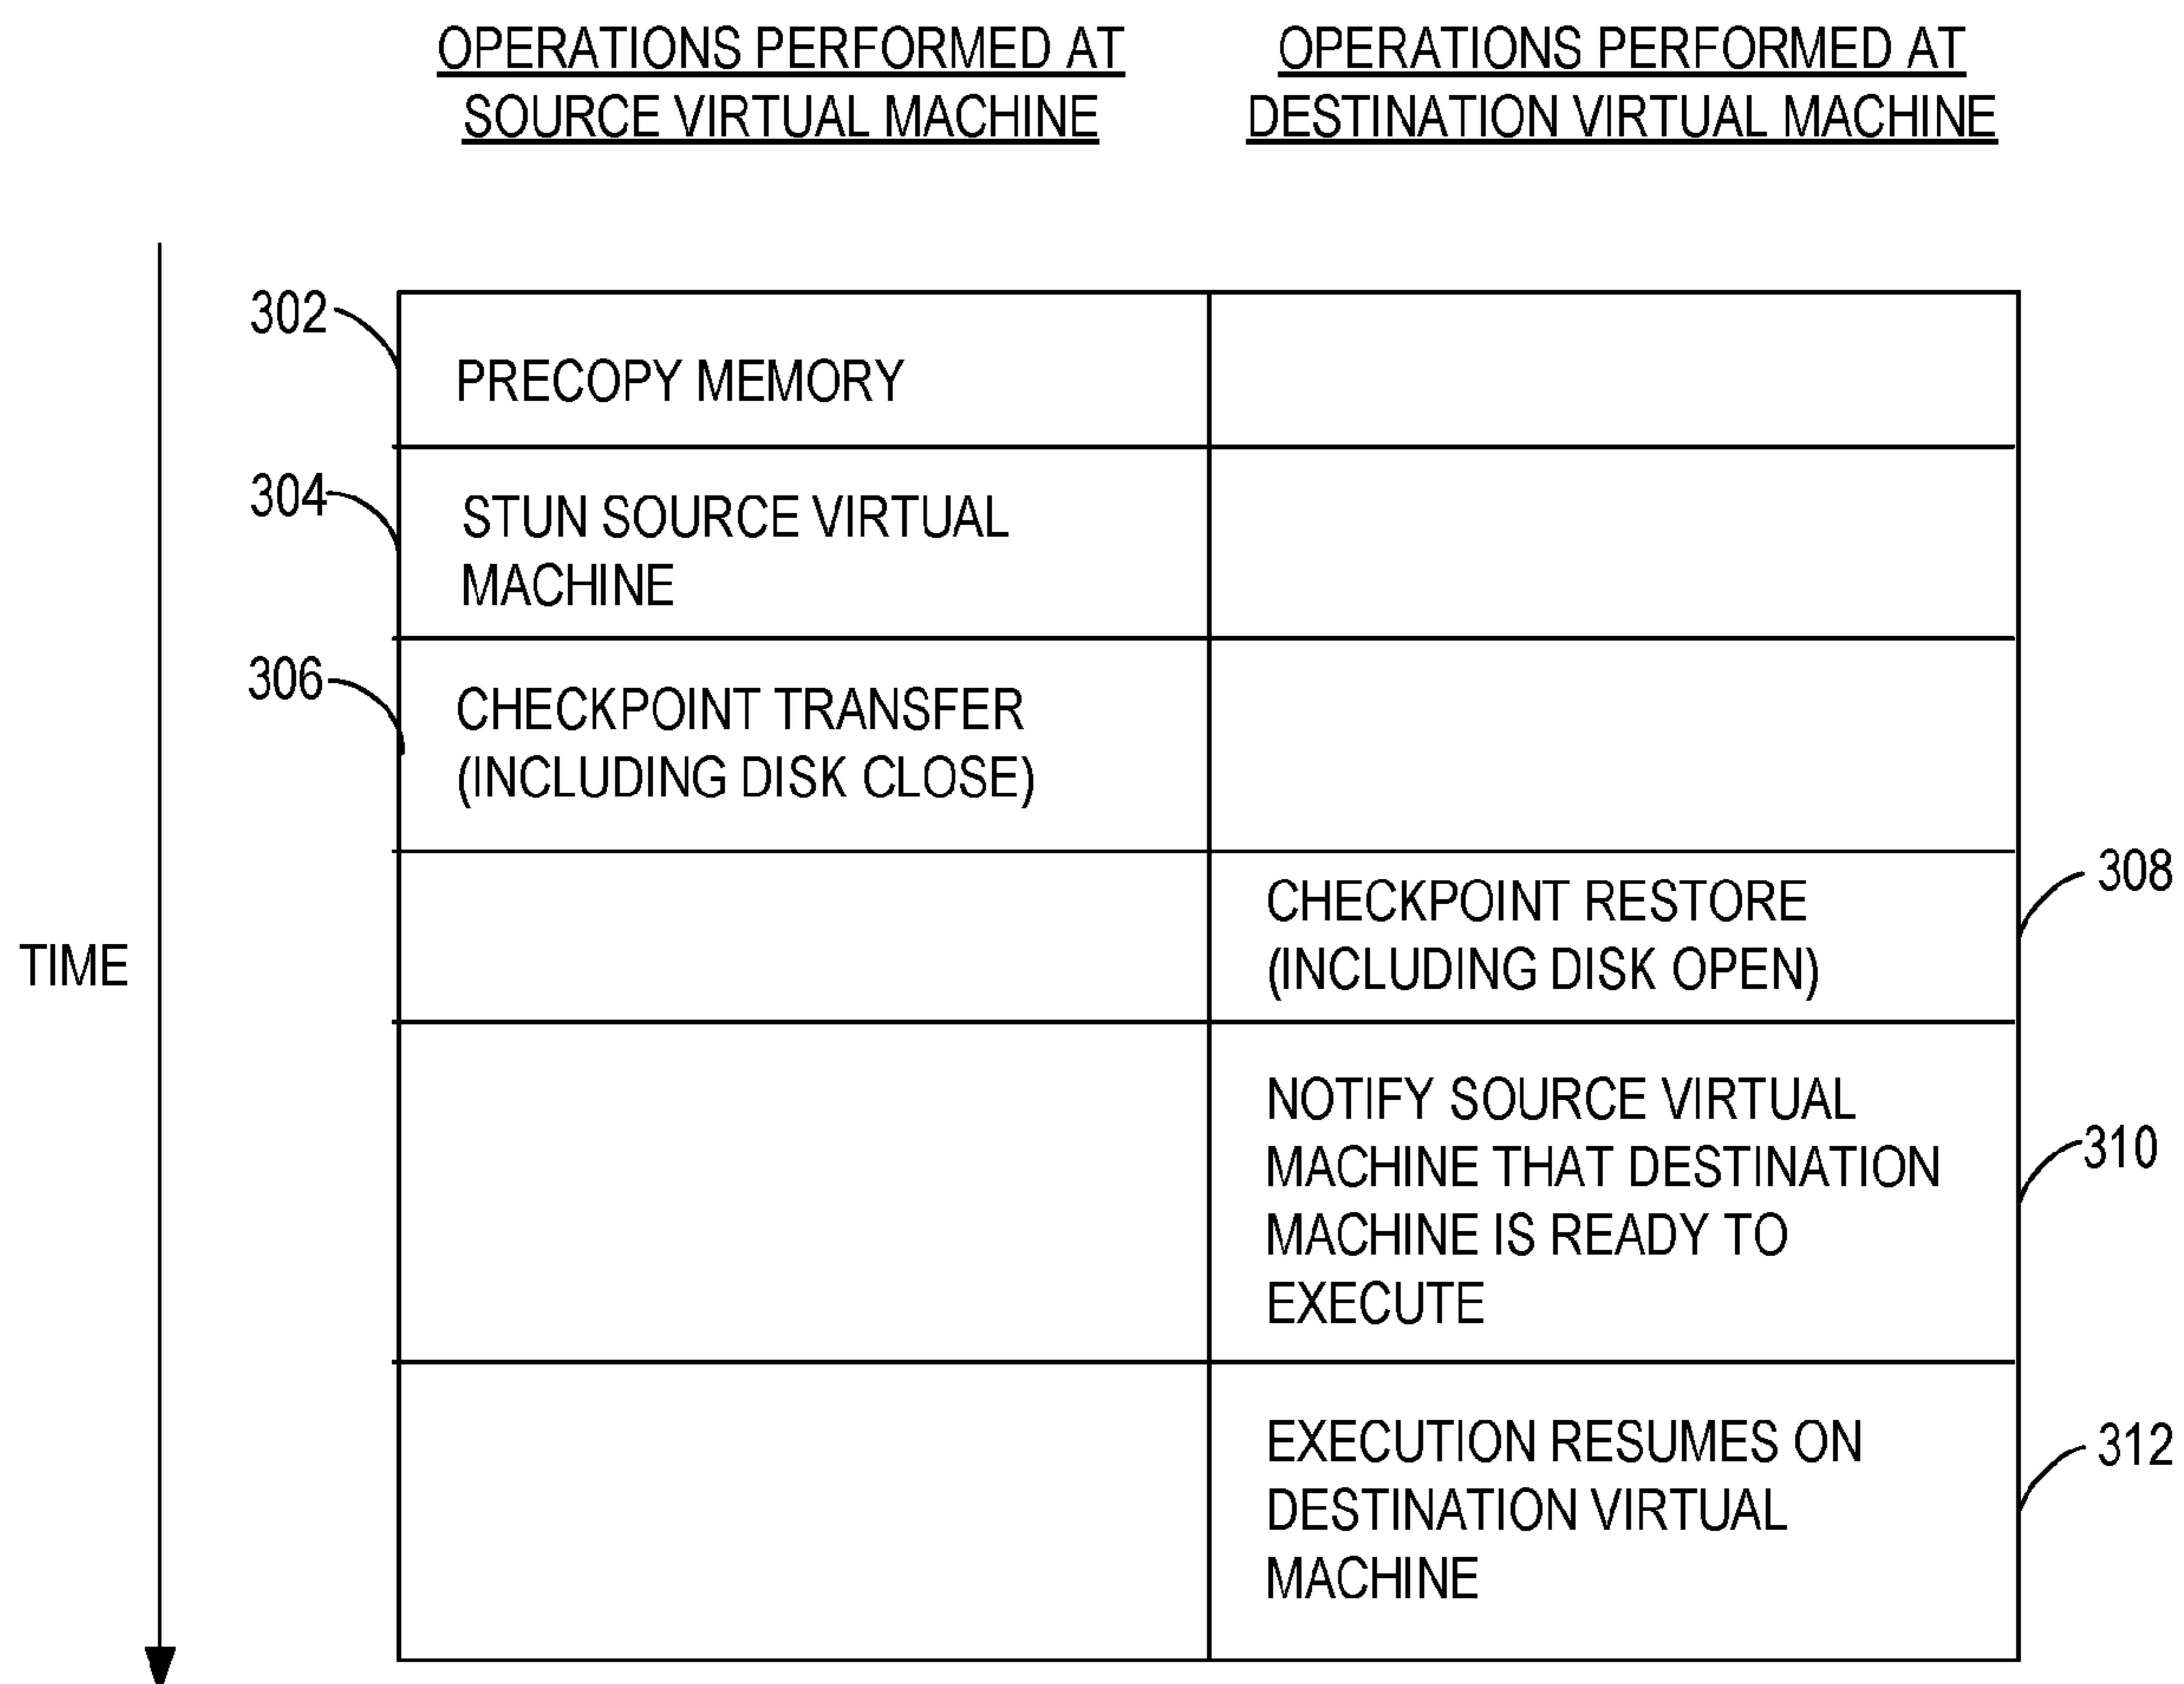 OPERATIONS PERFORMED AT
SOURCE VIRTUAL MACHINE
OPERATIONS PERFORMED AT
DESTINATION VIRTUAL MACHINE
302
PRECOPY MEMORY
304
STUN SOURCE VIRTUAL
MACHINE
306
CHECKPOINT TRANSFER
(INCLUDING DISK CLOSE)
TIME
308
CHECKPOINT RESTORE
(INCLUDING DISK OPEN)
310
NOTIFY SOURCE VIRTUAL
MACHINE THAT DESTINATION
MACHINE IS READY TO
EXECUTE
312
EXECUTION RESUMES ON
DESTINATION VIRTUAL
MACHINE